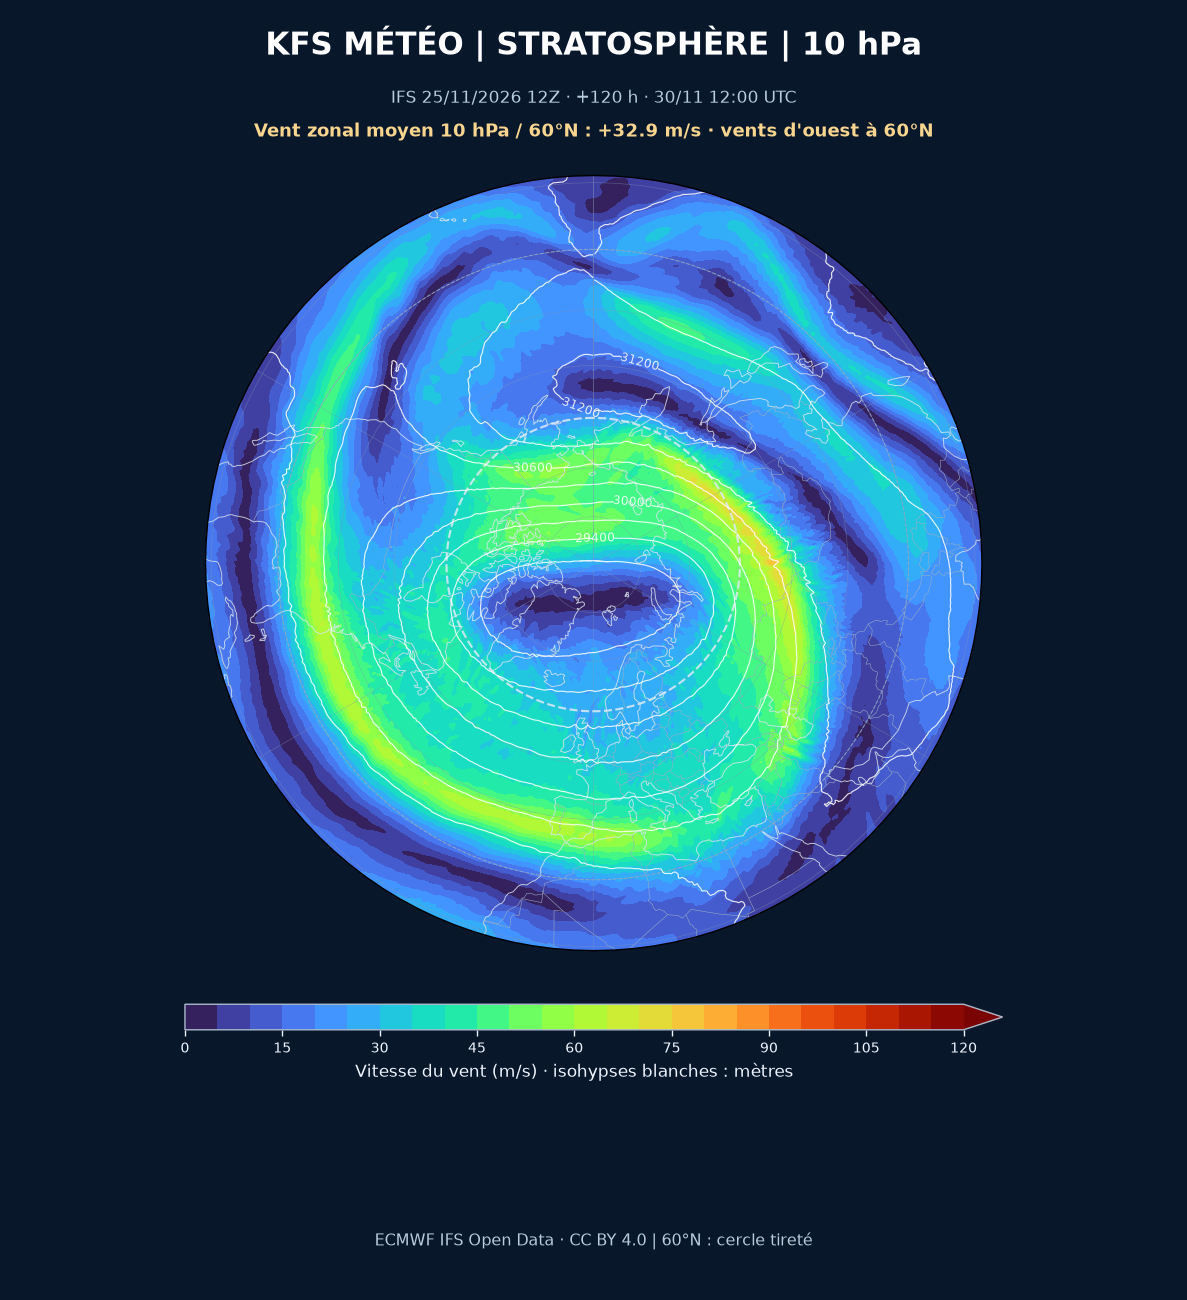 KFS MÉTÉO | STRATOSPHÈRE | 10 hPa
IFS 25/11/2026 12Z · +120 h · 30/11 12:00 UTC
Vent zonal moyen 10 hPa / 60°N : +32.9 m/s · vents d'ouest à 60°N
31200
31200
30600
30000
29400
0 15 30 45 60 75 90 105 120
Vitesse du vent (m/s) · isohypses blanches : mètres
ECMWF IFS Open Data · CC BY 4.0 | 60°N : cercle tireté